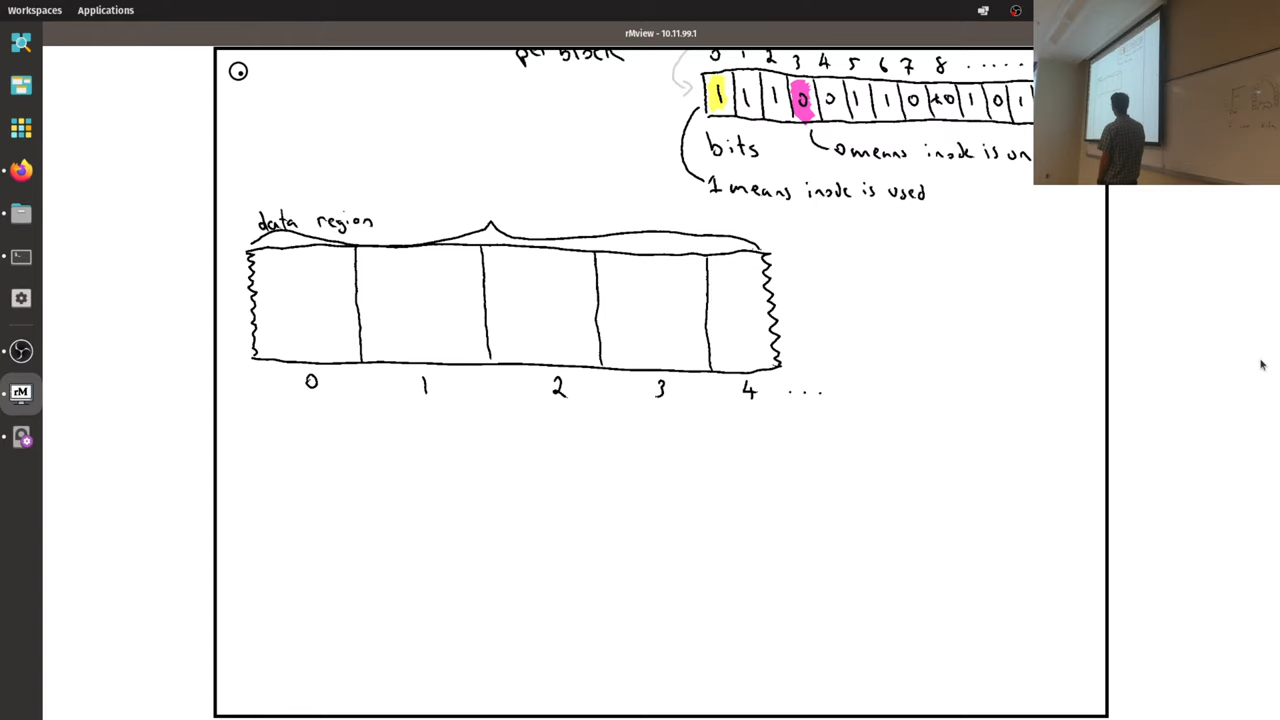 Workspaces Applications
rMview - 10.11.99.1
per block
0 1 2 3 4 5 6 7 8 ......
1 1 1 0 0 1 1 0 0 1 0 1
bits
0 means inode is un
1 means inode is used
data region
0 1 2 3 4 ...
rM